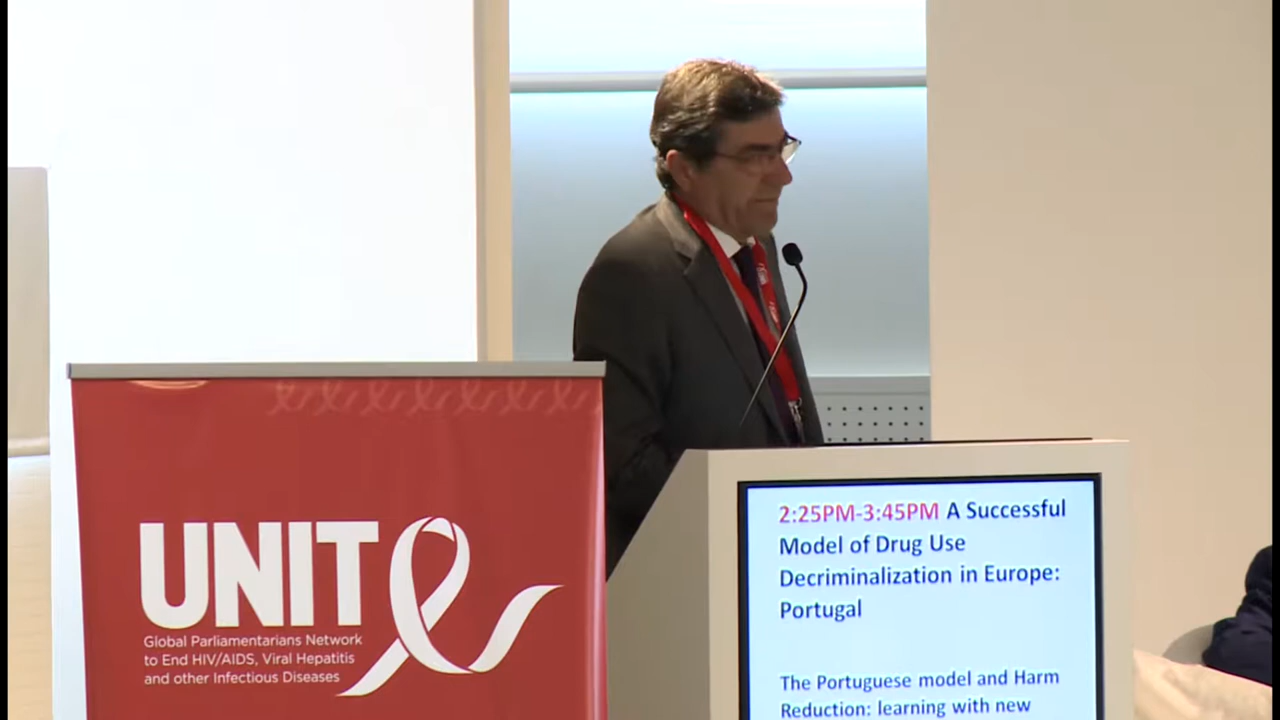 UNITE
Global Parliamentarians Network
to End HIV/AIDS, Viral Hepatitis
and other Infectious Diseases
2:25PM-3:45PM A Successful
Model of Drug Use
Decriminalization in Europe:
Portugal
The Portuguese model and Harm
Reduction: learning with new